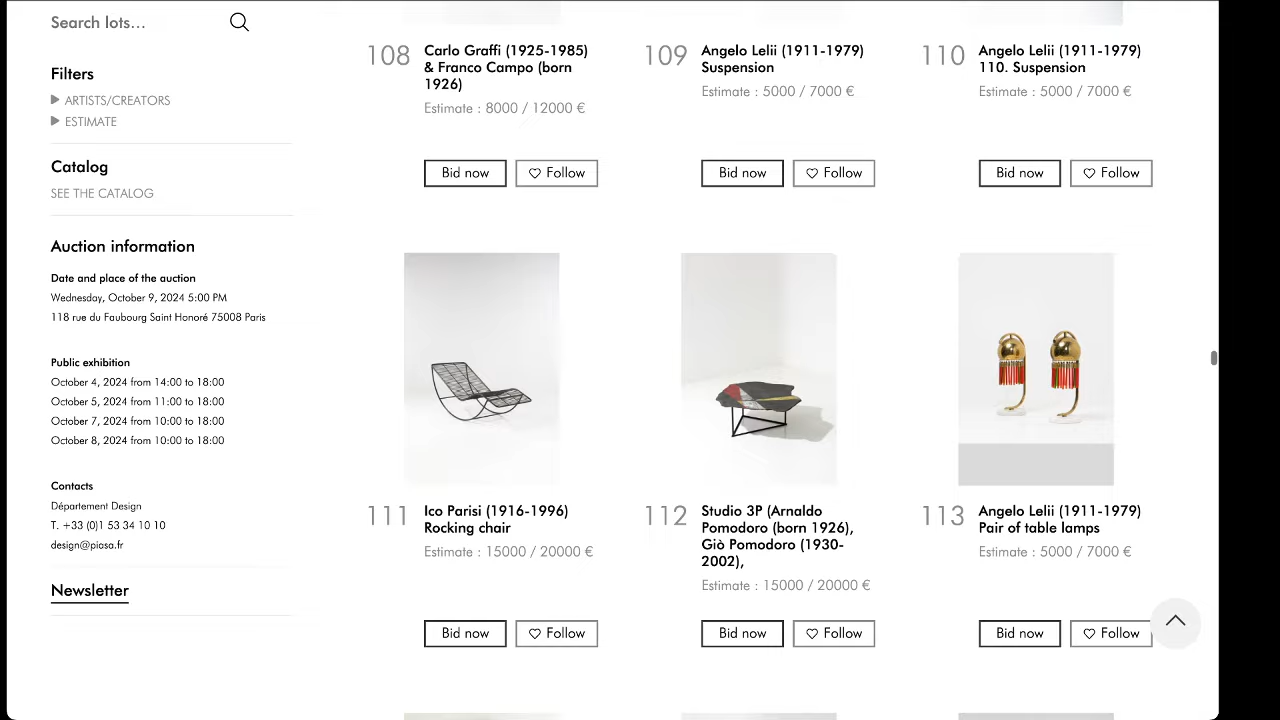 Search lots...
Filters
ARTISTS/CREATORS
ESTIMATE
Catalog
SEE THE CATALOG
Auction information
Date and place of the auction
Wednesday, October 9, 2024 5:00 PM
118 rue du Faubourg Saint Honoré 75008 Paris
Public exhibition
October 4, 2024 from 14:00 to 18:00
October 5, 2024 from 11:00 to 18:00
October 7, 2024 from 10:00 to 18:00
October 8, 2024 from 10:00 to 18:00
Contacts
Département Design
T. +33 (0)1 53 34 10 10
design@piasa.fr
Newsletter
108
Carlo Graffi (1925-1985)
& Franco Campo (born
1926)
Estimate : 8000 / 12000 €
Bid now
Follow
109
Angelo Lelii (1911-1979)
Suspension
Estimate : 5000 / 7000 €
Bid now
Follow
110
Angelo Lelii (1911-1979)
110. Suspension
Estimate : 5000 / 7000 €
Bid now
Follow
111
Ico Parisi (1916-1996)
Rocking chair
Estimate : 15000 / 20000 €
Bid now
Follow
112
Studio 3P (Arnaldo
Pomodoro (born 1926),
Giò Pomodoro (1930-
2002),
Estimate : 15000 / 20000 €
Bid now
Follow
113
Angelo Lelii (1911-1979)
Pair of table lamps
Estimate : 5000 / 7000 €
Bid now
Follow